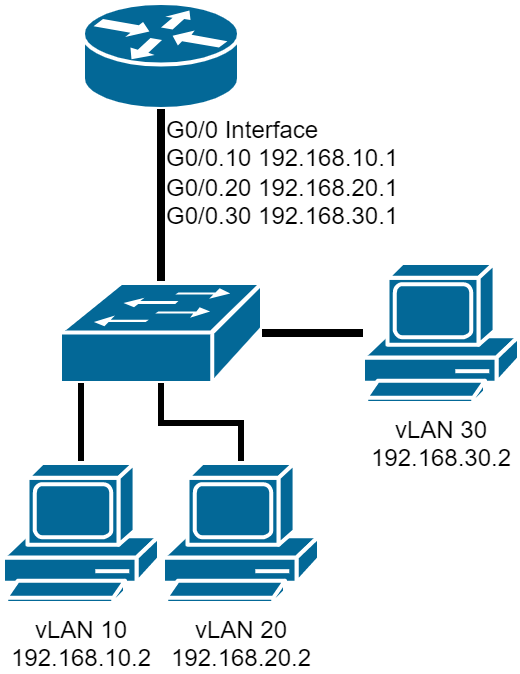 G0/0 Interface
G0/0.10 192.168.10.1
G0/0.20 192.168.20.1
G0/0.30 192.168.30.1
vLAN 30
192.168.30.2
vLAN 10
192.168.10.2
vLAN 20
192.168.20.2